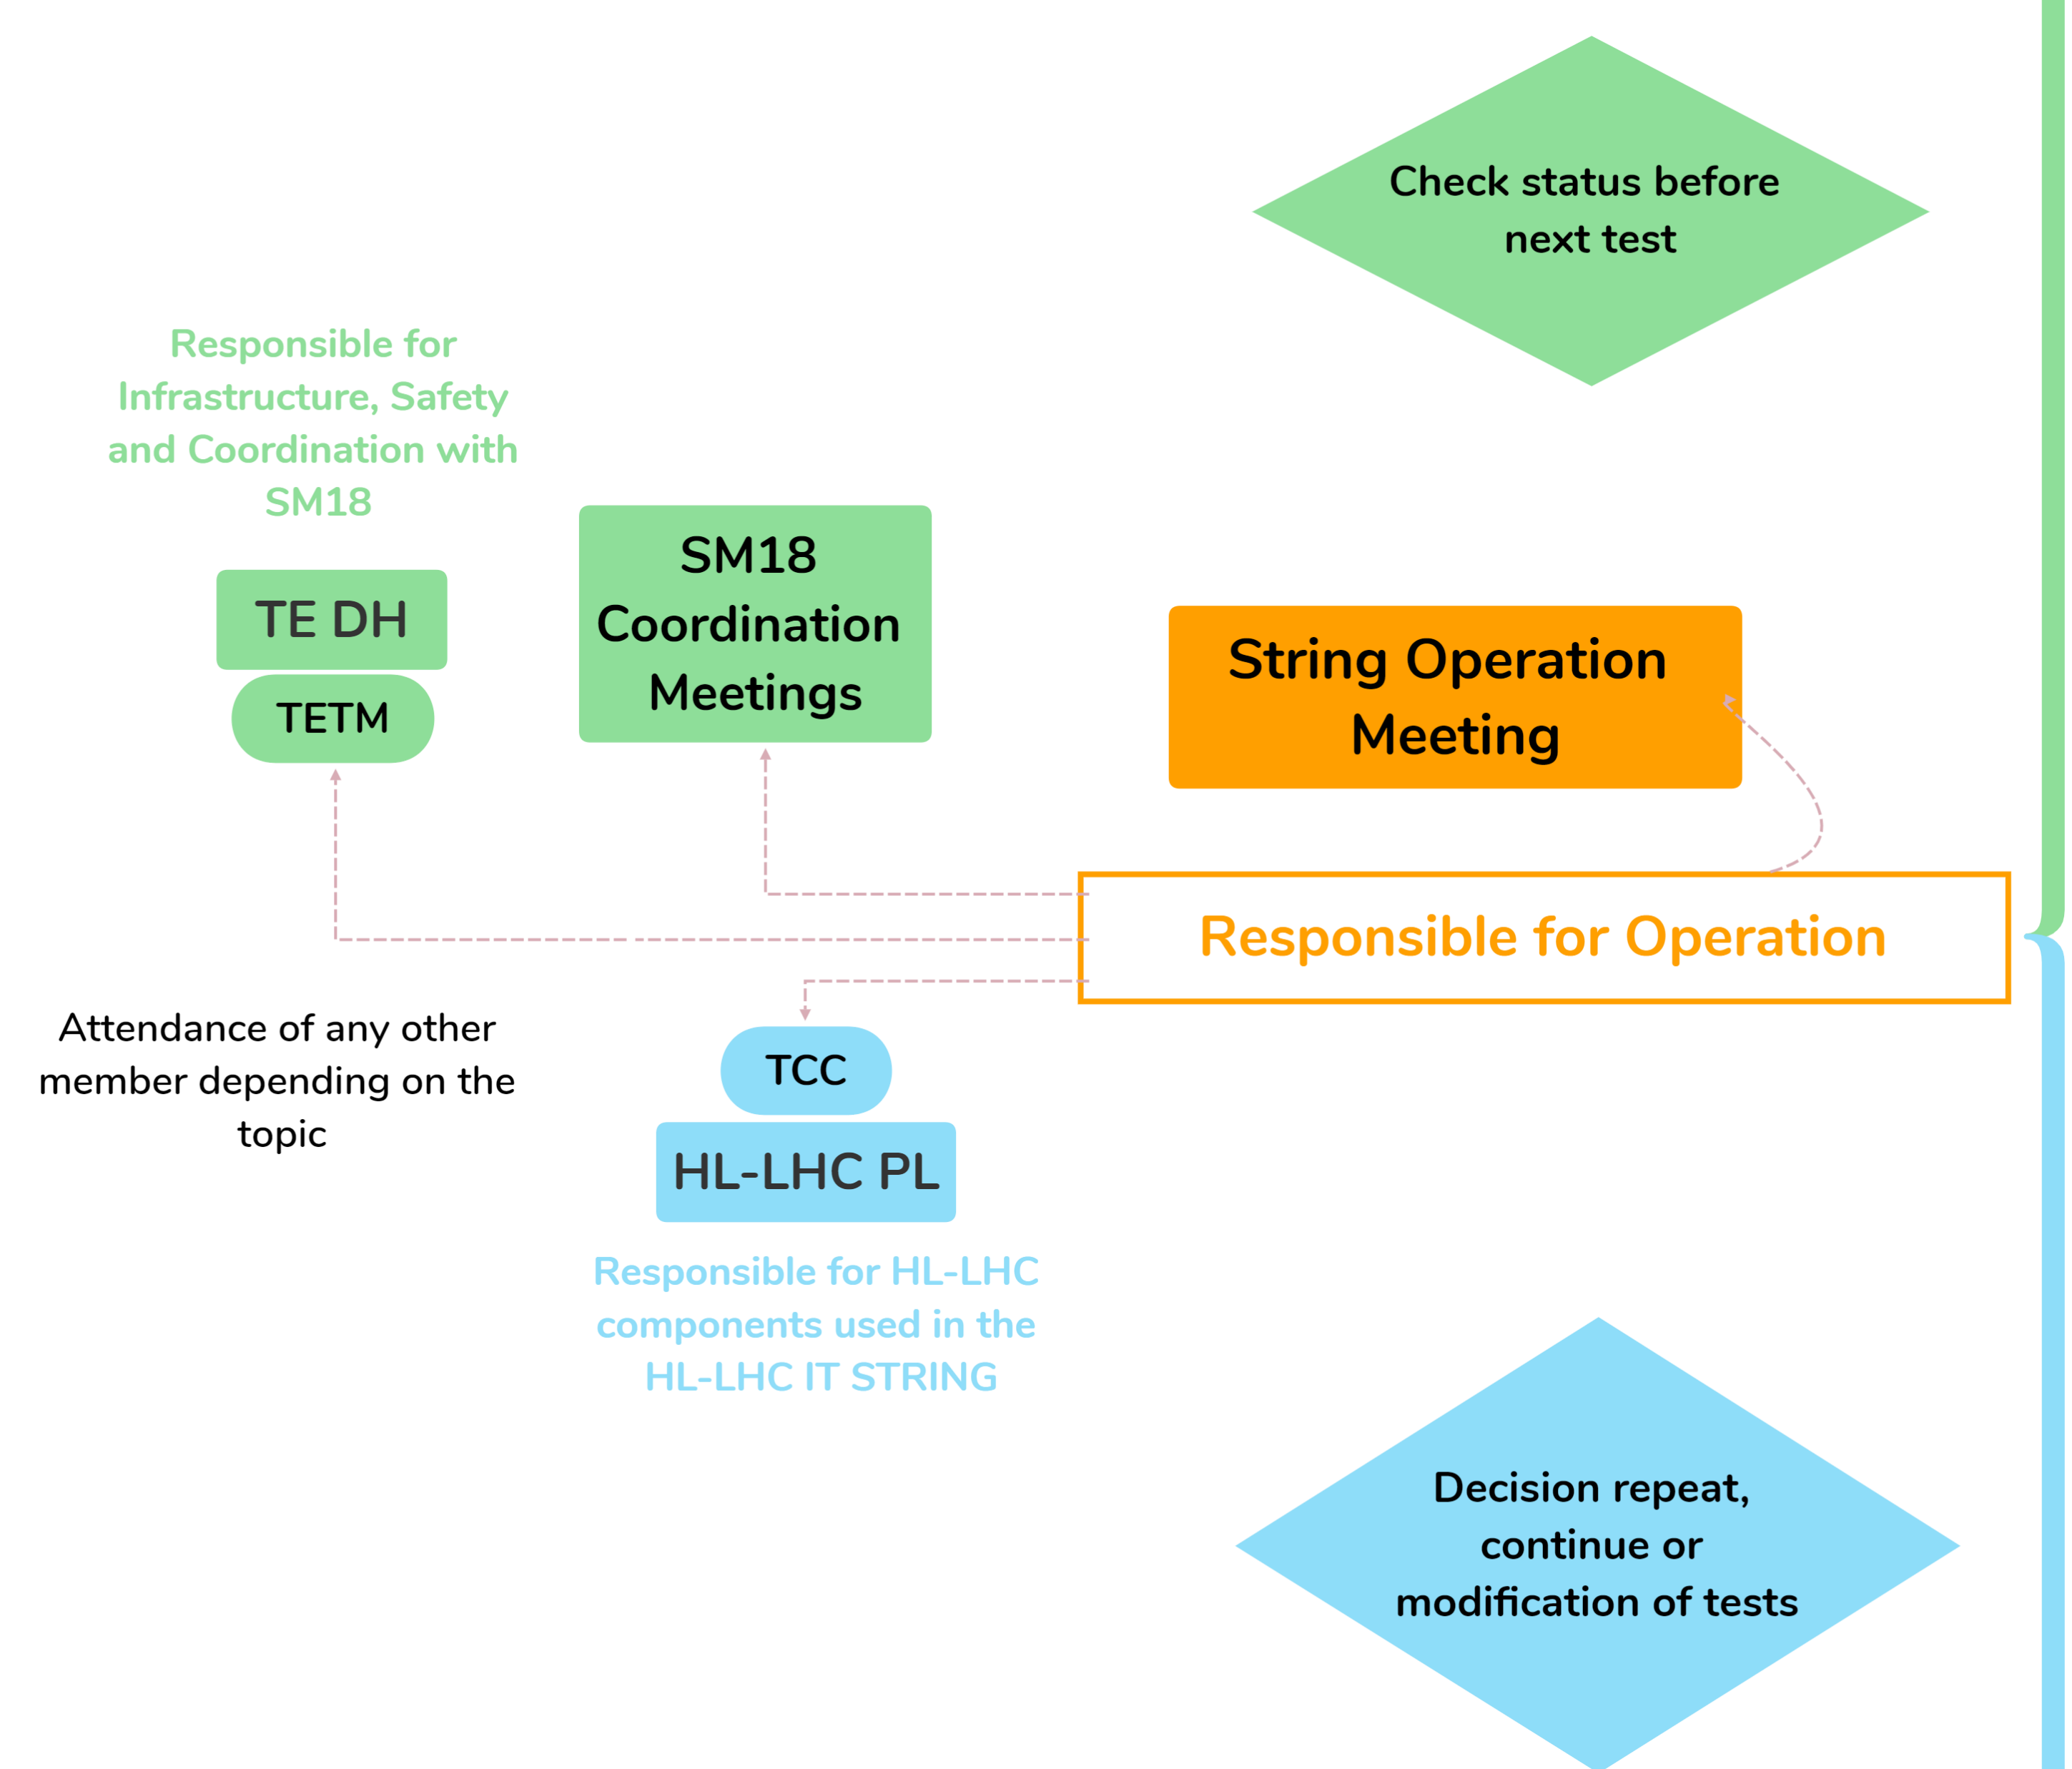 Check status before
next test
Responsible for
Infrastructure, Safety
and Coordination with
SM18
TE DH
TETM
SM18
Coordination
Meetings
String Operation
Meeting
Responsible for Operation
Attendance of any other
member depending on the
topic
TCC
HL-LHC PL
Responsible for HL-LHC
components used in the
HL-LHC IT STRING
Decision repeat,
continue or
modification of tests